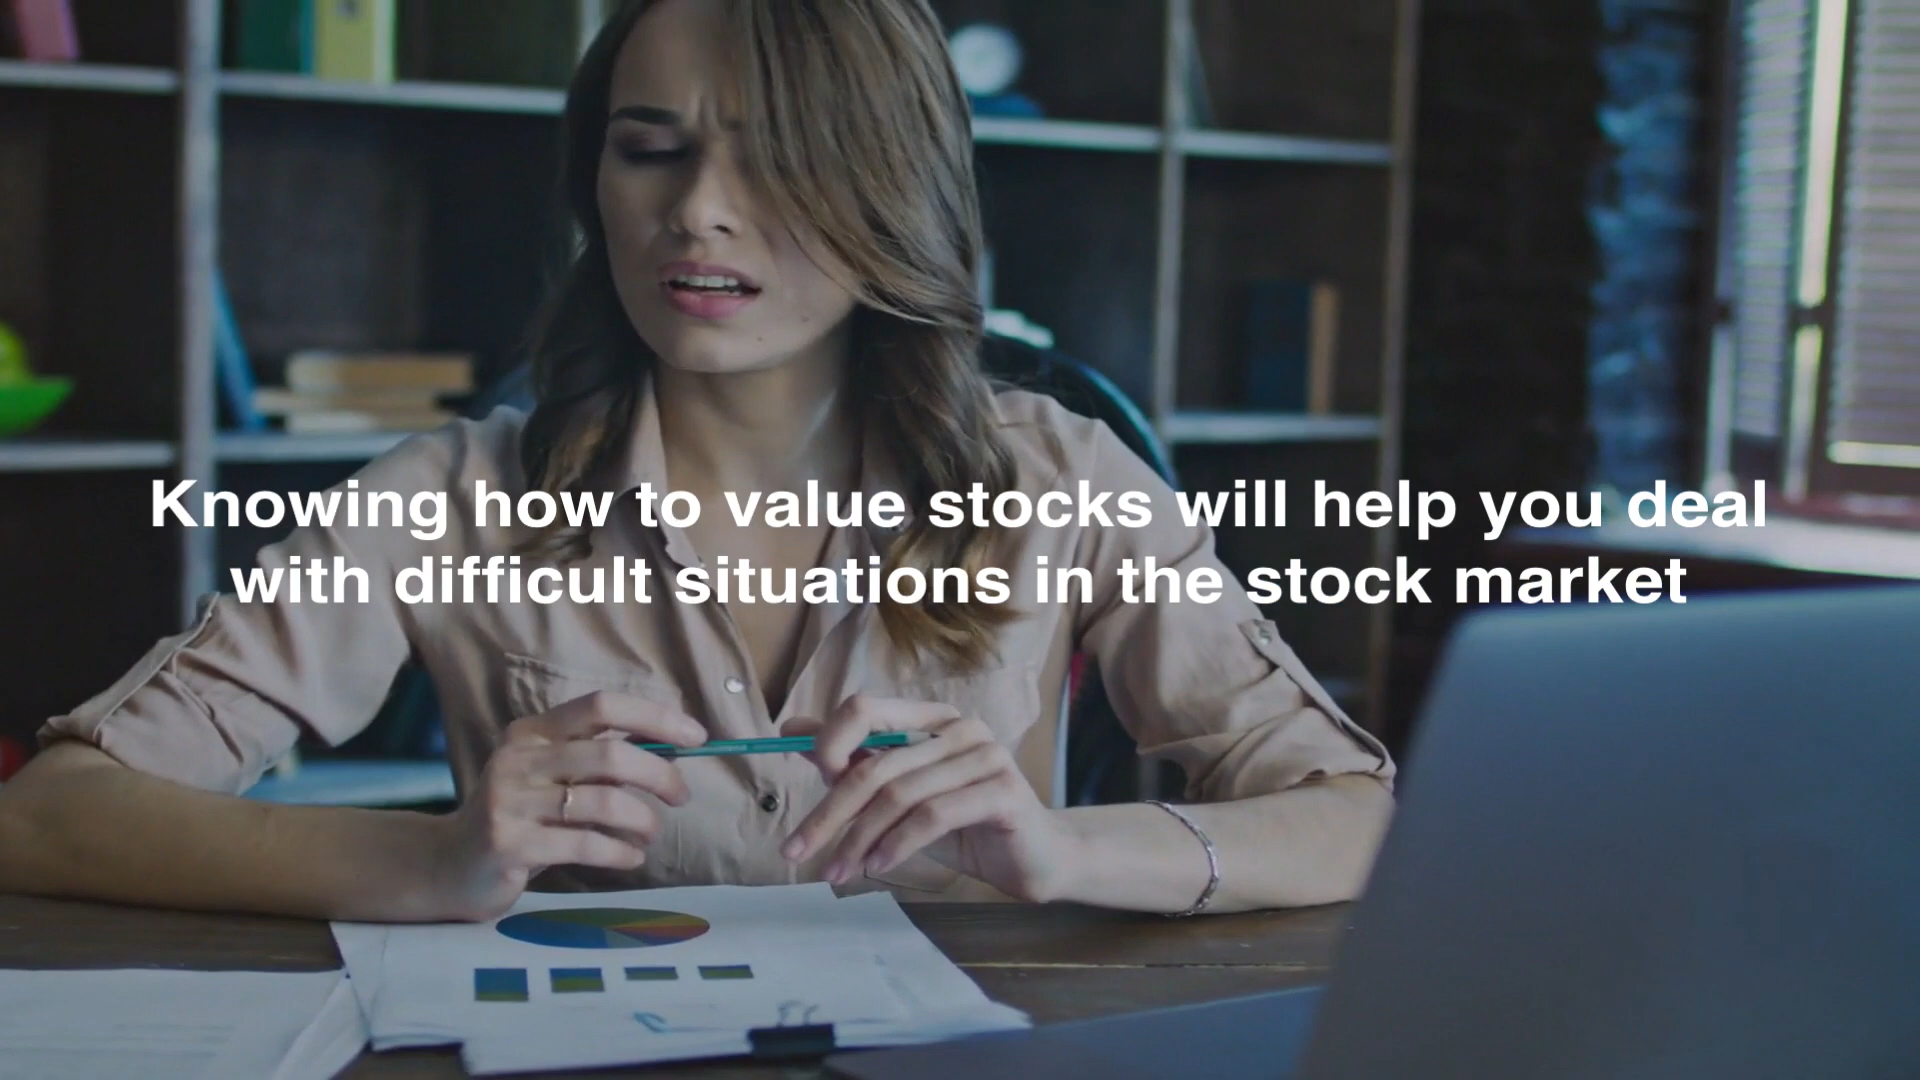 Knowing how to value stocks will help you deal
with difficult situations in the stock market